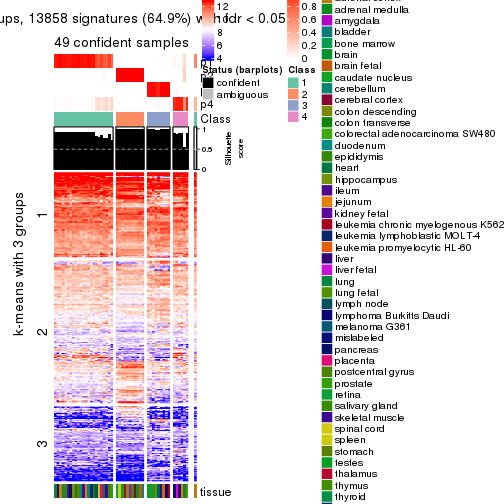 ups, 13858 signatures (64.9%) with fdr < 0.05
49 confident samples
p1
p4
Class
1
0.5
0
Silhouette
score
k-means with 3 groups
1
2
3
tissue
12
10
6
4
Status (barplots)
confident
ambiguous
0.8
0.6
0.4
0.2
0
Class
1
2
3
4
adrenal medulla
amygdala
bladder
bone marrow
brain
brain fetal
caudate nucleus
cerebellum
cerebral cortex
colon descending
colon transverse
colorectal adenocarcinoma SW480
duodenum
epididymis
heart
hippocampus
ileum
jejunum
kidney fetal
leukemia chronic myelogenous K562
leukemia lymphoblastic MOLT-4
leukemia promyelocytic HL-60
liver
liver fetal
lung
lung fetal
lymph node
lymphoma Burkitts Daudi
melanoma G361
mislabeled
pancreas
placenta
postcentral gyrus
prostate
retina
salivary gland
skeletal muscle
spinal cord
spleen
stomach
testes
thalamus
thymus
thyroid